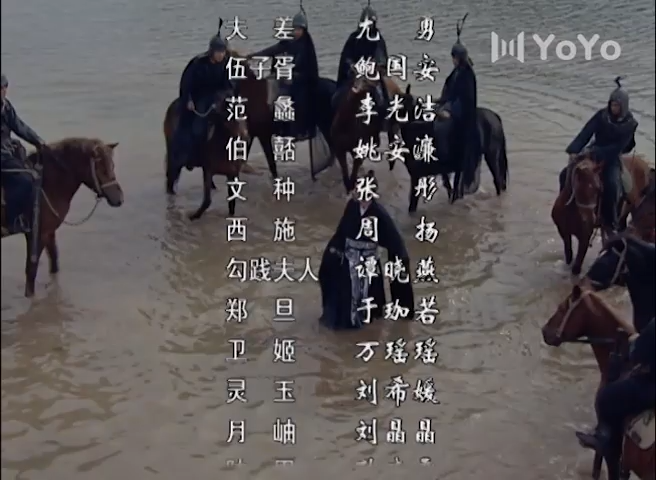 YoYo
大差 尤勇
伍子胥 鲍国安
范蠡 李光洁
伯嚭 姚安濂
文种 张彤
西施 周扬
勾践大人 谭晓燕
郑旦 于珈若
卫姬 万瑶瑶
灵玉 刘希媛
月岫 刘晶晶